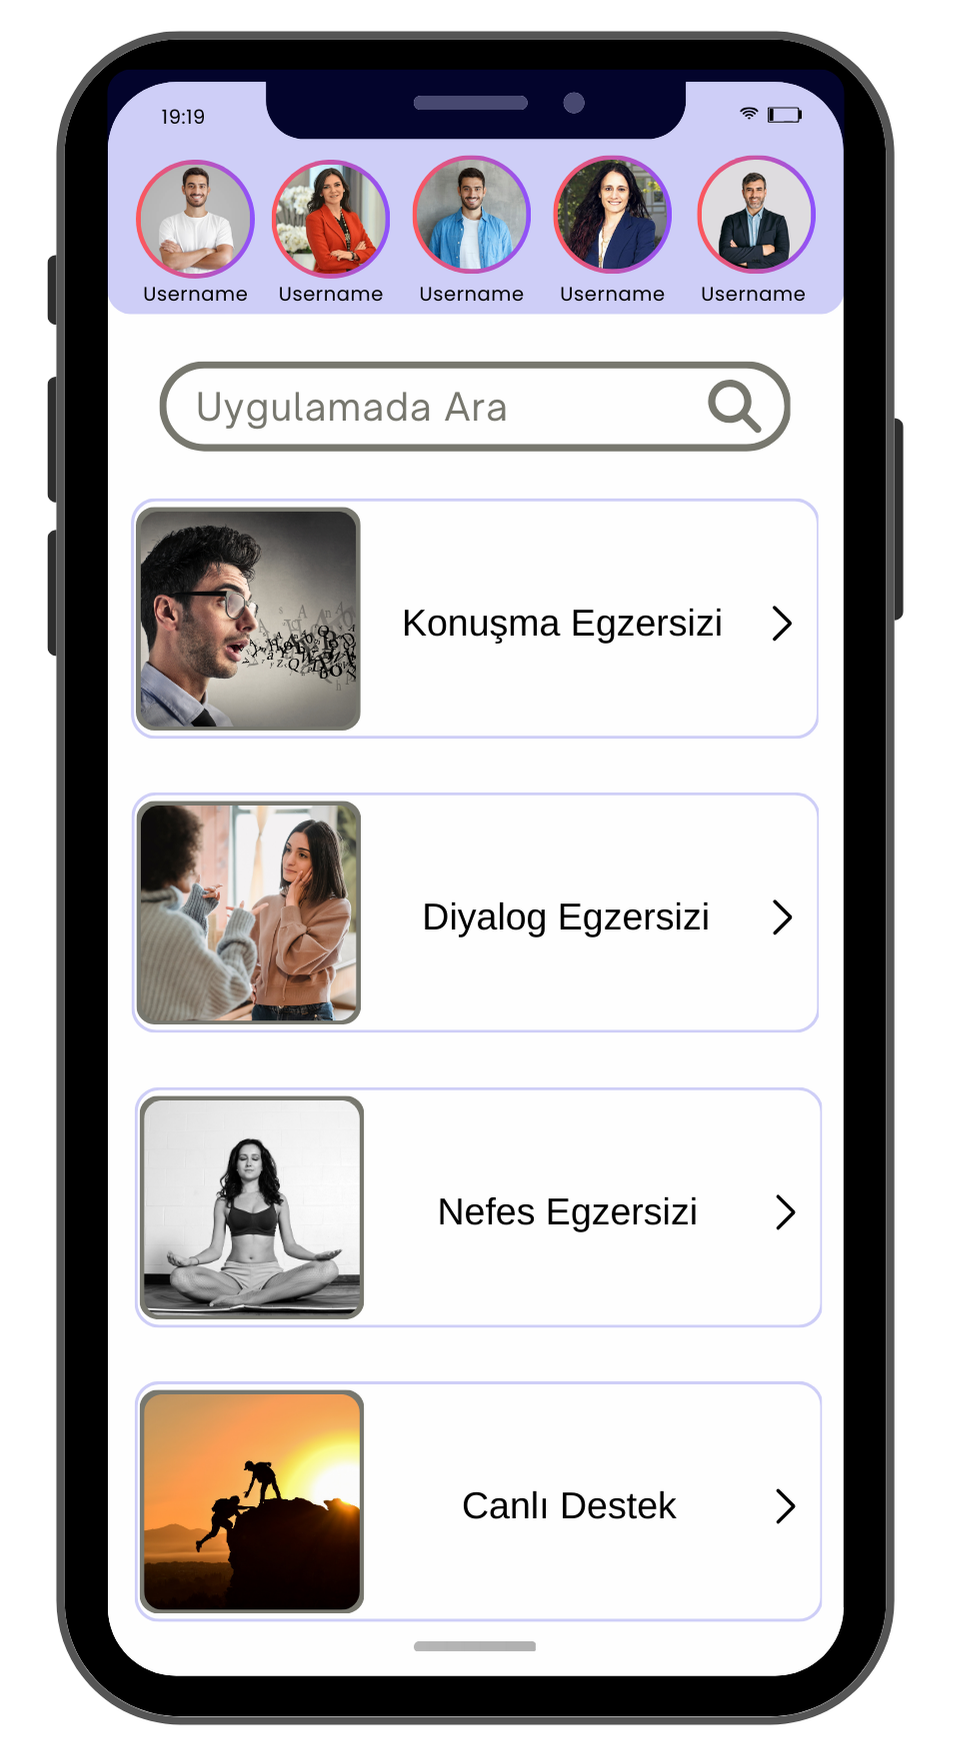 19:19
Username Username Username Username Username
Uygulamada Ara
Konuşma Egzersizi
Diyalog Egzersizi
Nefes Egzersizi
Canlı Destek